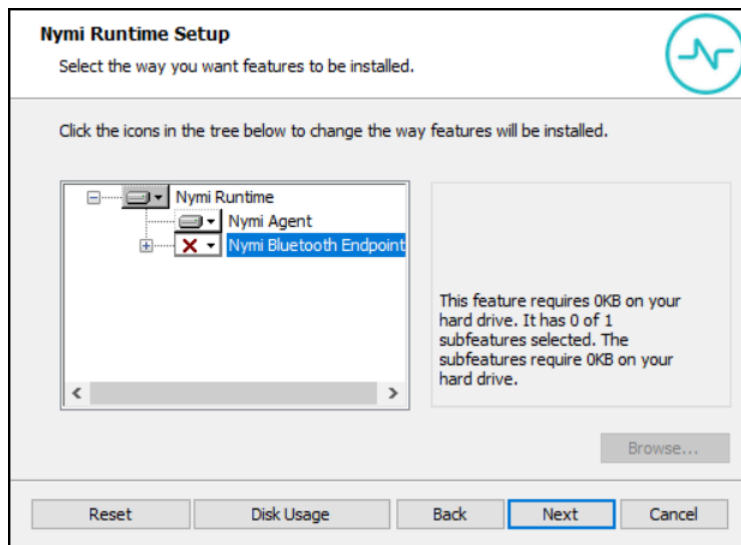 Nymi Runtime Setup
Select the way you want features to be installed.
Click the icons in the tree below to change the way features will be installed.
Nymi Runtime
Nymi Agent
Nymi Bluetooth Endpoint
This feature requires 0KB on your
hard drive. It has 0 of 1
subfeatures selected. The
subfeatures require 0KB on your
hard drive.
Browse...
Reset
Disk Usage
Back
Next
Cancel